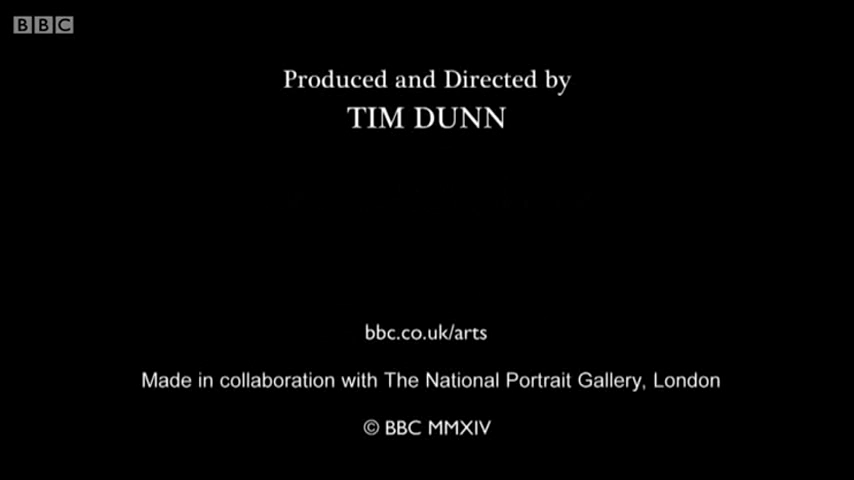 BBC
Produced and Directed by
TIM DUNN
bbc.co.uk/arts
Made in collaboration with The National Portrait Gallery, London
© BBC MMXIV